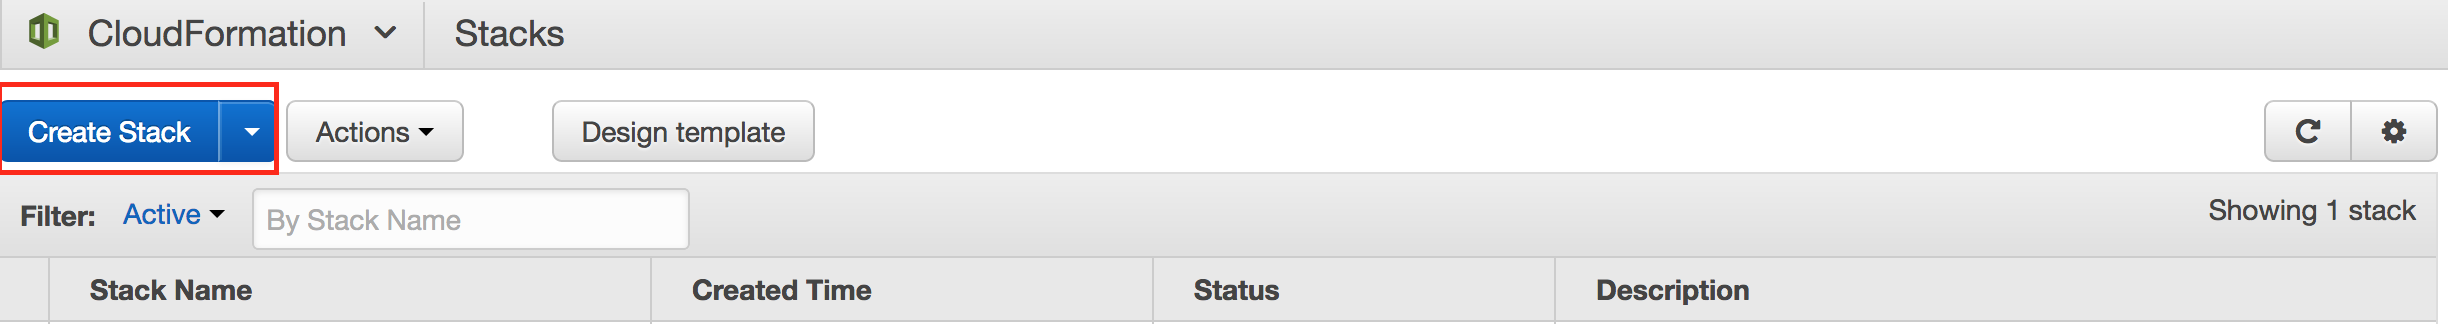 CloudFormation Stacks
Create Stack Actions Design template
Filter: Active By Stack Name Showing 1 stack
Stack Name Created Time Status Description